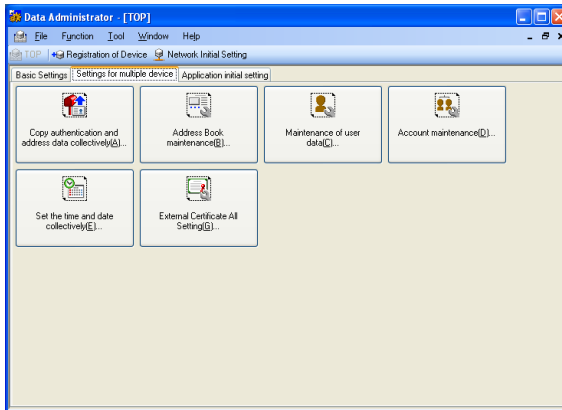 Data Administrator - [TOP]
File Function Tool Window Help
TOP Registration of Device Network Initial Setting
Basic Settings Settings for multiple device Application initial setting
Copy authentication and
address data collectively(A)...
Address Book
maintenance(B)...
Maintenance of user
data(C)...
Account maintenance(D)...
Set the time and date
collectively(E)...
External Certificate All
Setting(G)...